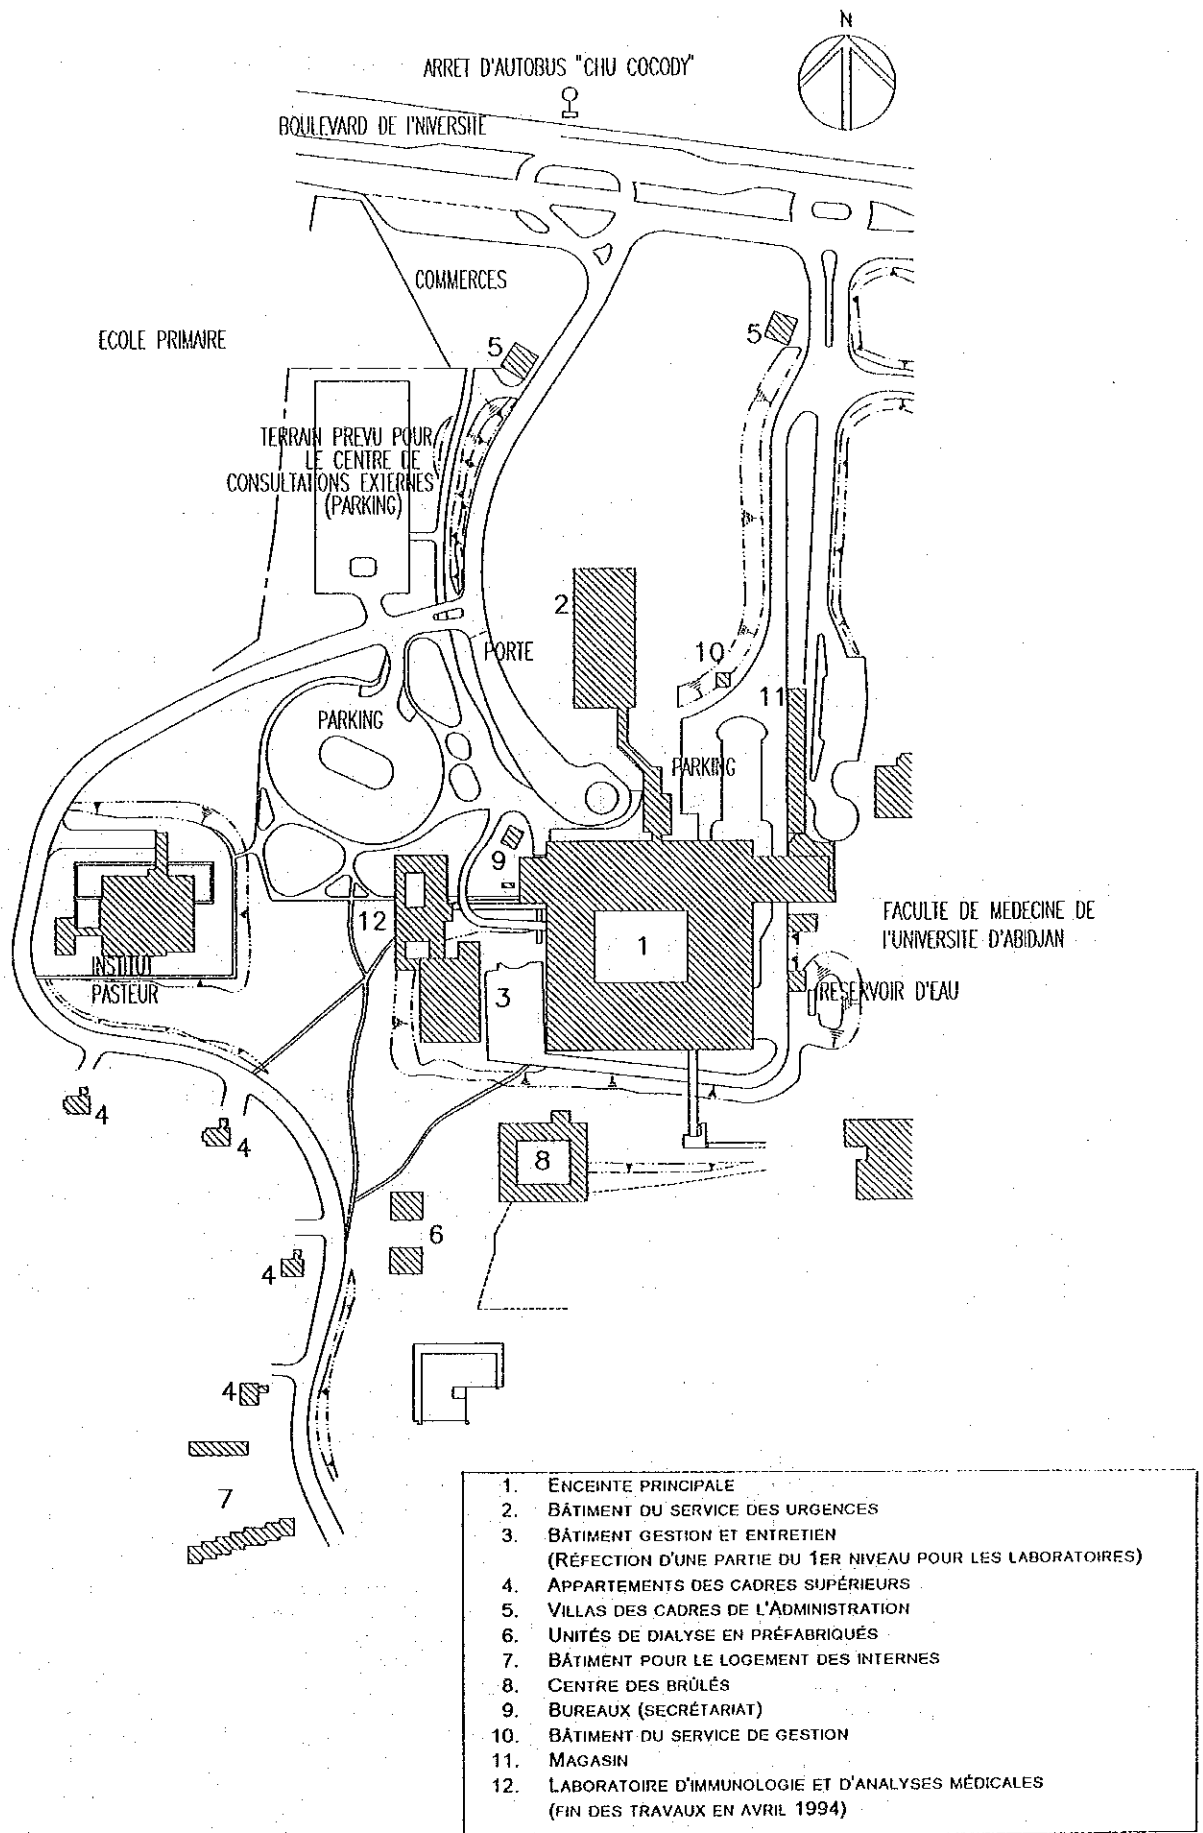 N
ARRET D'AUTOBUS "CHU COCODY"
BOULEVARD DE l'NIVERSITE
COMMERCES
ECOLE PRIMAIRE
5
5
TERRAIN PREVU POUR
LE CENTRE DE
CONSULTATIONS EXTERNES
(PARKING)
2
PORTE
10
11
PARKING
PARKING
9
12
1
FACULTE DE MEDECINE DE
l'UNIVERSITE D'ABIDJAN
INSTITUT
PASTEUR
3
RESERVOIR D'EAU
4
4
8
6
4
4
7
1. ENCEINTE PRINCIPALE
2. BÂTIMENT DU SERVICE DES URGENCES
3. BÂTIMENT GESTION ET ENTRETIEN
(RÉFECTION D'UNE PARTIE DU 1ER NIVEAU POUR LES LABORATOIRES)
4. APPARTEMENTS DES CADRES SUPÉRIEURS
5. VILLAS DES CADRES DE L'ADMINISTRATION
6. UNITÉS DE DIALYSE EN PRÉFABRIQUÉS
7. BÂTIMENT POUR LE LOGEMENT DES INTERNES
8. CENTRE DES BRÛLÉS
9. BUREAUX (SECRÉTARIAT)
10. BÂTIMENT DU SERVICE DE GESTION
11. MAGASIN
12. LABORATOIRE D'IMMUNOLOGIE ET D'ANALYSES MÉDICALES
(FIN DES TRAVAUX EN AVRIL 1994)